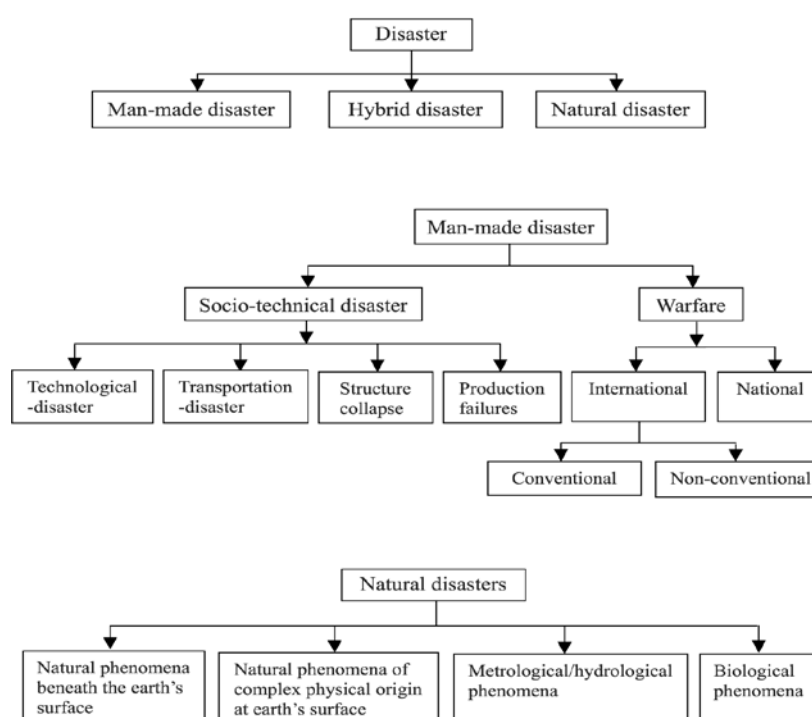 Disaster
Man-made disaster
Hybrid disaster
Natural disaster
Man-made disaster
Socio-technical disaster
Warfare
Technological
-disaster
Transportation
-disaster
Structure
collapse
Production
failures
International
National
Conventional
Non-conventional
Natural disasters
Natural phenomena
beneath the earth's
surface
Natural phenomena of
complex physical origin
at earth's surface
Metrological/hydrological
phenomena
Biological
phenomena